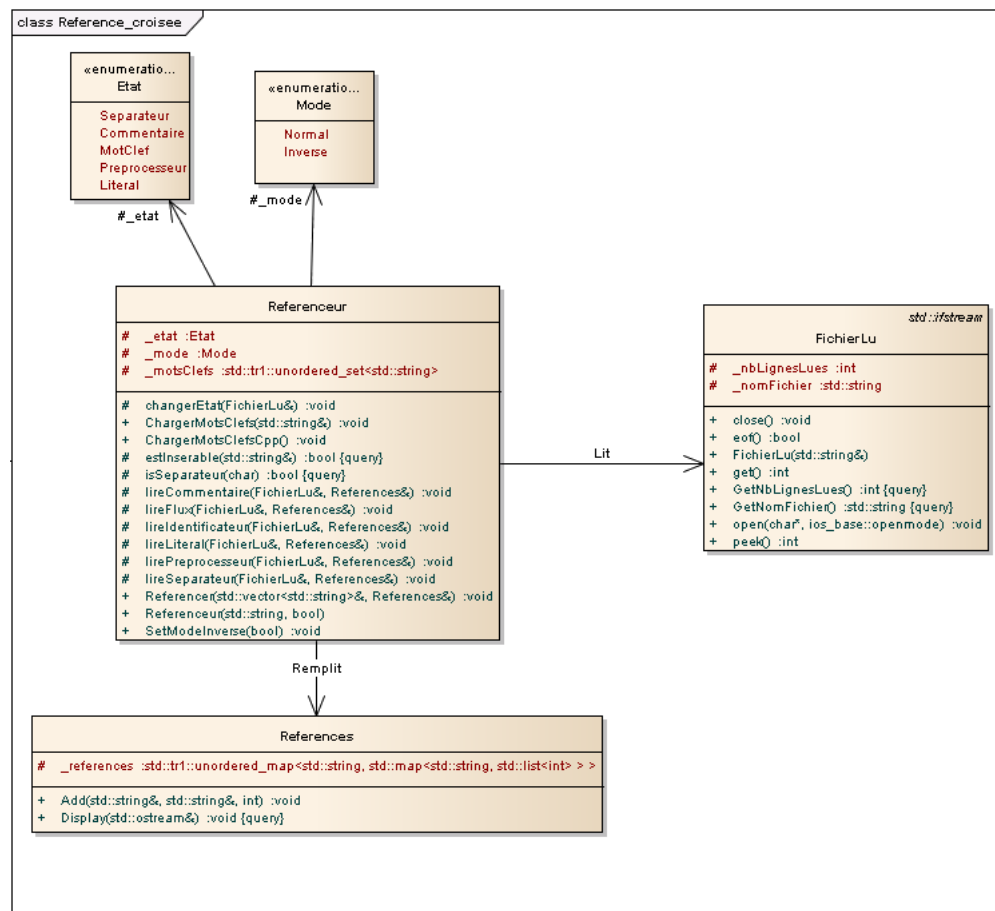 class Reference_croisee
«enumeratio...
Etat
Separateur
Commentaire
MotClef
Preprocesseur
Literal
«enumeratio...
Mode
Normal
Inverse
#_etat
#_mode
Referenceur
# _etat :Etat
# _mode :Mode
# _motsClefs :std::tr1::unordered_set<std::string>
# changerEtat(FichierLu&) :void
+ ChargerMotsClefs(std::string&) :void
+ ChargerMotsClefsCpp() :void
# estInserable(std::string&) :bool {query}
# isSeparateur(char) :bool {query}
# lireCommentaire(FichierLu&, References&) :void
# lireFlux(FichierLu&, References&) :void
# lireIdentificateur(FichierLu&, References&) :void
# lireLiteral(FichierLu&, References&) :void
# lirePreprocesseur(FichierLu&, References&) :void
# lireSeparateur(FichierLu&, References&) :void
+ Referencer(std::vector<std::string>&, References&) :void
+ Referenceur(std::string, bool)
+ SetModeInverse(bool) :void
Lit
std::ifstream
FichierLu
# _nbLignesLues :int
# _nomFichier :std::string
+ close() :void
+ eof() :bool
+ FichierLu(std::string&)
+ get() :int
+ GetNbLignesLues() :int {query}
+ GetNomFichier() :std::string {query}
+ open(char*, ios_base::openmode) :void
+ peek() :int
Remplit
References
# _references :std::tr1::unordered_map<std::string, std::map<std::string, std::list<int> > >
+ Add(std::string&, std::string&, int) :void
+ Display(std::ostream&) :void {query}